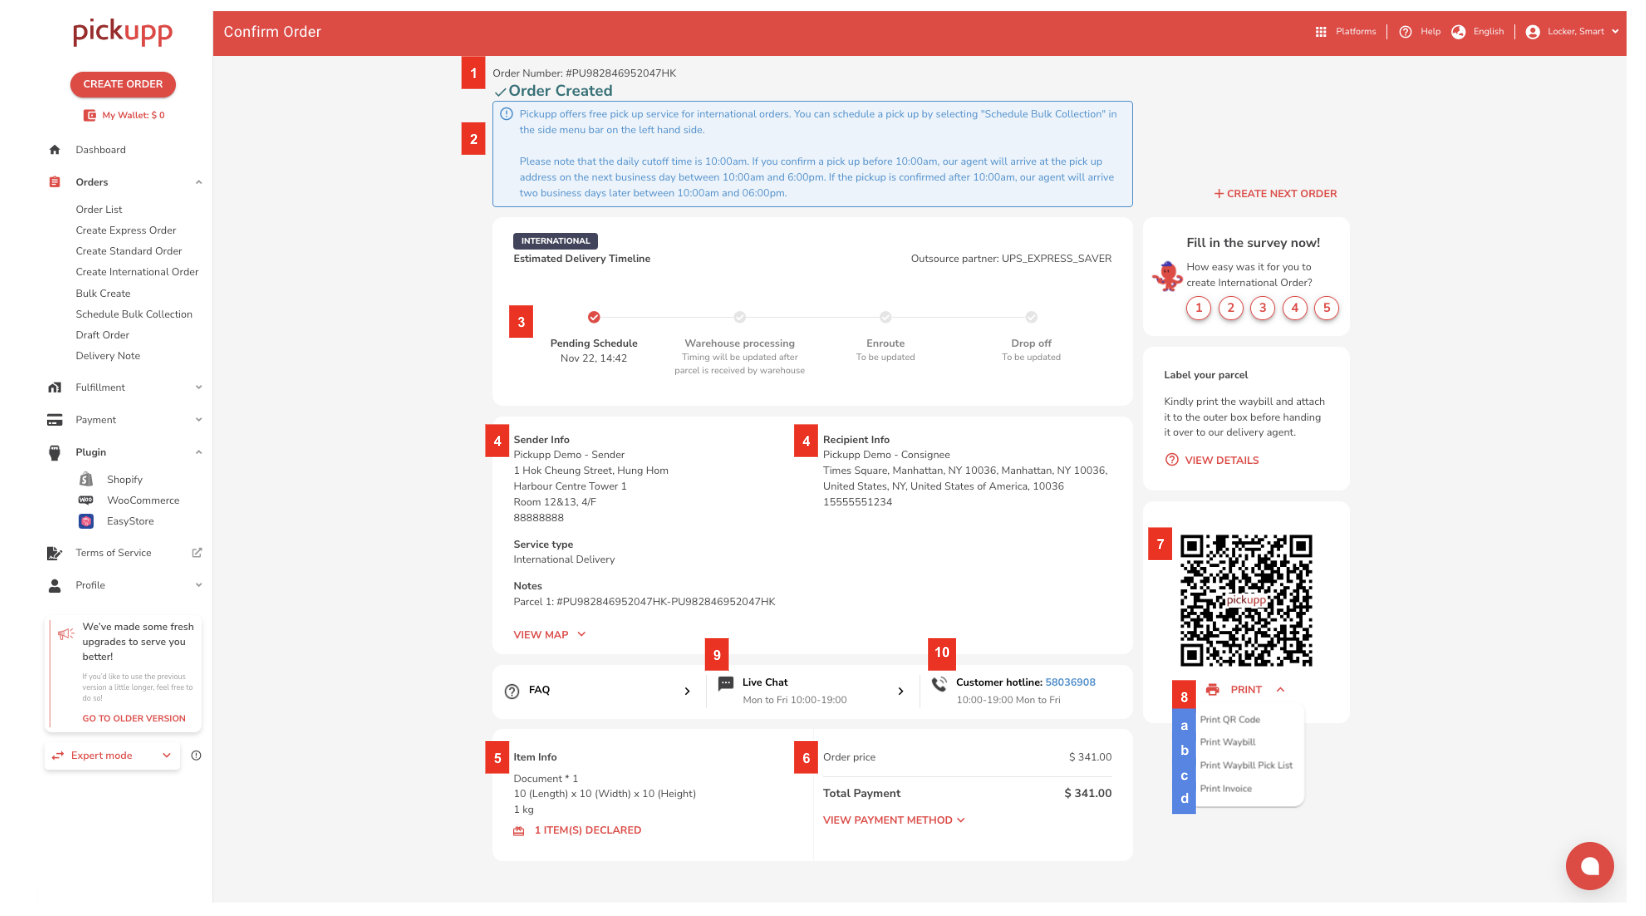 pickupp
Confirm Order
Platforms
Help
English
Locker, Smart
CREATE ORDER
My Wallet: $ 0
Dashboard
Orders
Order List
Create Express Order
Create Standard Order
Create International Order
Bulk Create
Schedule Bulk Collection
Draft Order
Delivery Note
Fulfillment
Payment
Plugin
Shopify
WOO
WooCommerce
EasyStore
Terms of Service
Profile
We've made some fresh
upgrades to serve you
better!
If you'd like to use the previous
version a little longer, feel free to
do so!
GO TO OLDER VERSION
Expert mode
1
Order Number: #PU982846952047HK
Order Created
2
Pickupp offers free pick up service for international orders. You can schedule a pick up by selecting "Schedule Bulk Collection" in
the side menu bar on the left hand side.
Please note that the daily cutoff time is 10:00am. If you confirm a pick up before 10:00am, our agent will arrive at the pick up
address on the next business day between 10:00am and 6:00pm. If the pickup is confirmed after 10:00am, our agent will arrive
two business days later between 10:00am and 06:00pm.
+ CREATE NEXT ORDER
INTERNATIONAL
Estimated Delivery Timeline
Outsource partner: UPS_EXPRESS_SAVER
3
Pending Schedule
Nov 22, 14:42
Warehouse processing
Timing will be updated after
parcel is received by warehouse
Enroute
To be updated
Drop off
To be updated
Fill in the survey now!
How easy was it for you to
create International Order?
1 2 3 4 5
Label your parcel
Kindly print the waybill and attach
it to the outer box before handing
it over to our delivery agent.
VIEW DETAILS
4
Sender Info
Pickupp Demo - Sender
1 Hok Cheung Street, Hung Hom
Harbour Centre Tower 1
Room 12&13, 4/F
88888888
Service type
International Delivery
Notes
Parcel 1: #PU982846952047HK-PU982846952047HK
VIEW MAP
4
Recipient Info
Pickupp Demo - Consignee
Times Square, Manhattan, NY 10036, Manhattan, NY 10036,
United States, NY, United States of America, 10036
15555551234
7
pickupp
8
PRINT
a
Print QR Code
b
Print Waybill
c
Print Waybill Pick List
d
Print Invoice
FAQ
9
Live Chat
Mon to Fri 10:00-19:00
10
Customer hotline: 58036908
10:00-19:00 Mon to Fri
5
Item Info
Document * 1
10 (Length) x 10 (Width) x 10 (Height)
1 kg
1 ITEM(S) DECLARED
6
Order price
$ 341.00
Total Payment
$ 341.00
VIEW PAYMENT METHOD